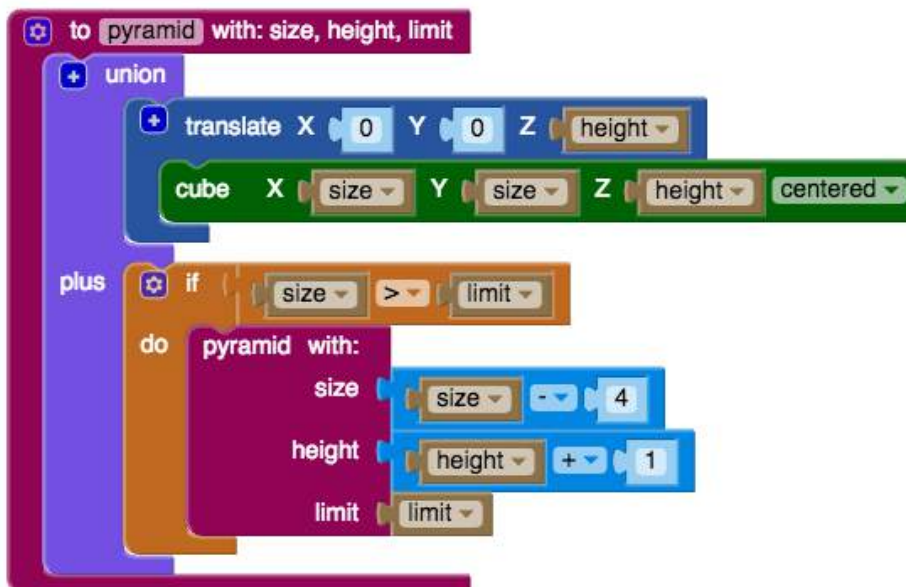 to pyramid with: size, height, limit
+ union
+ translate X 0 Y 0 Z height
cube X size Y size Z height centered
plus if size > limit
do pyramid with:
size size - 4
height height + 1
limit limit